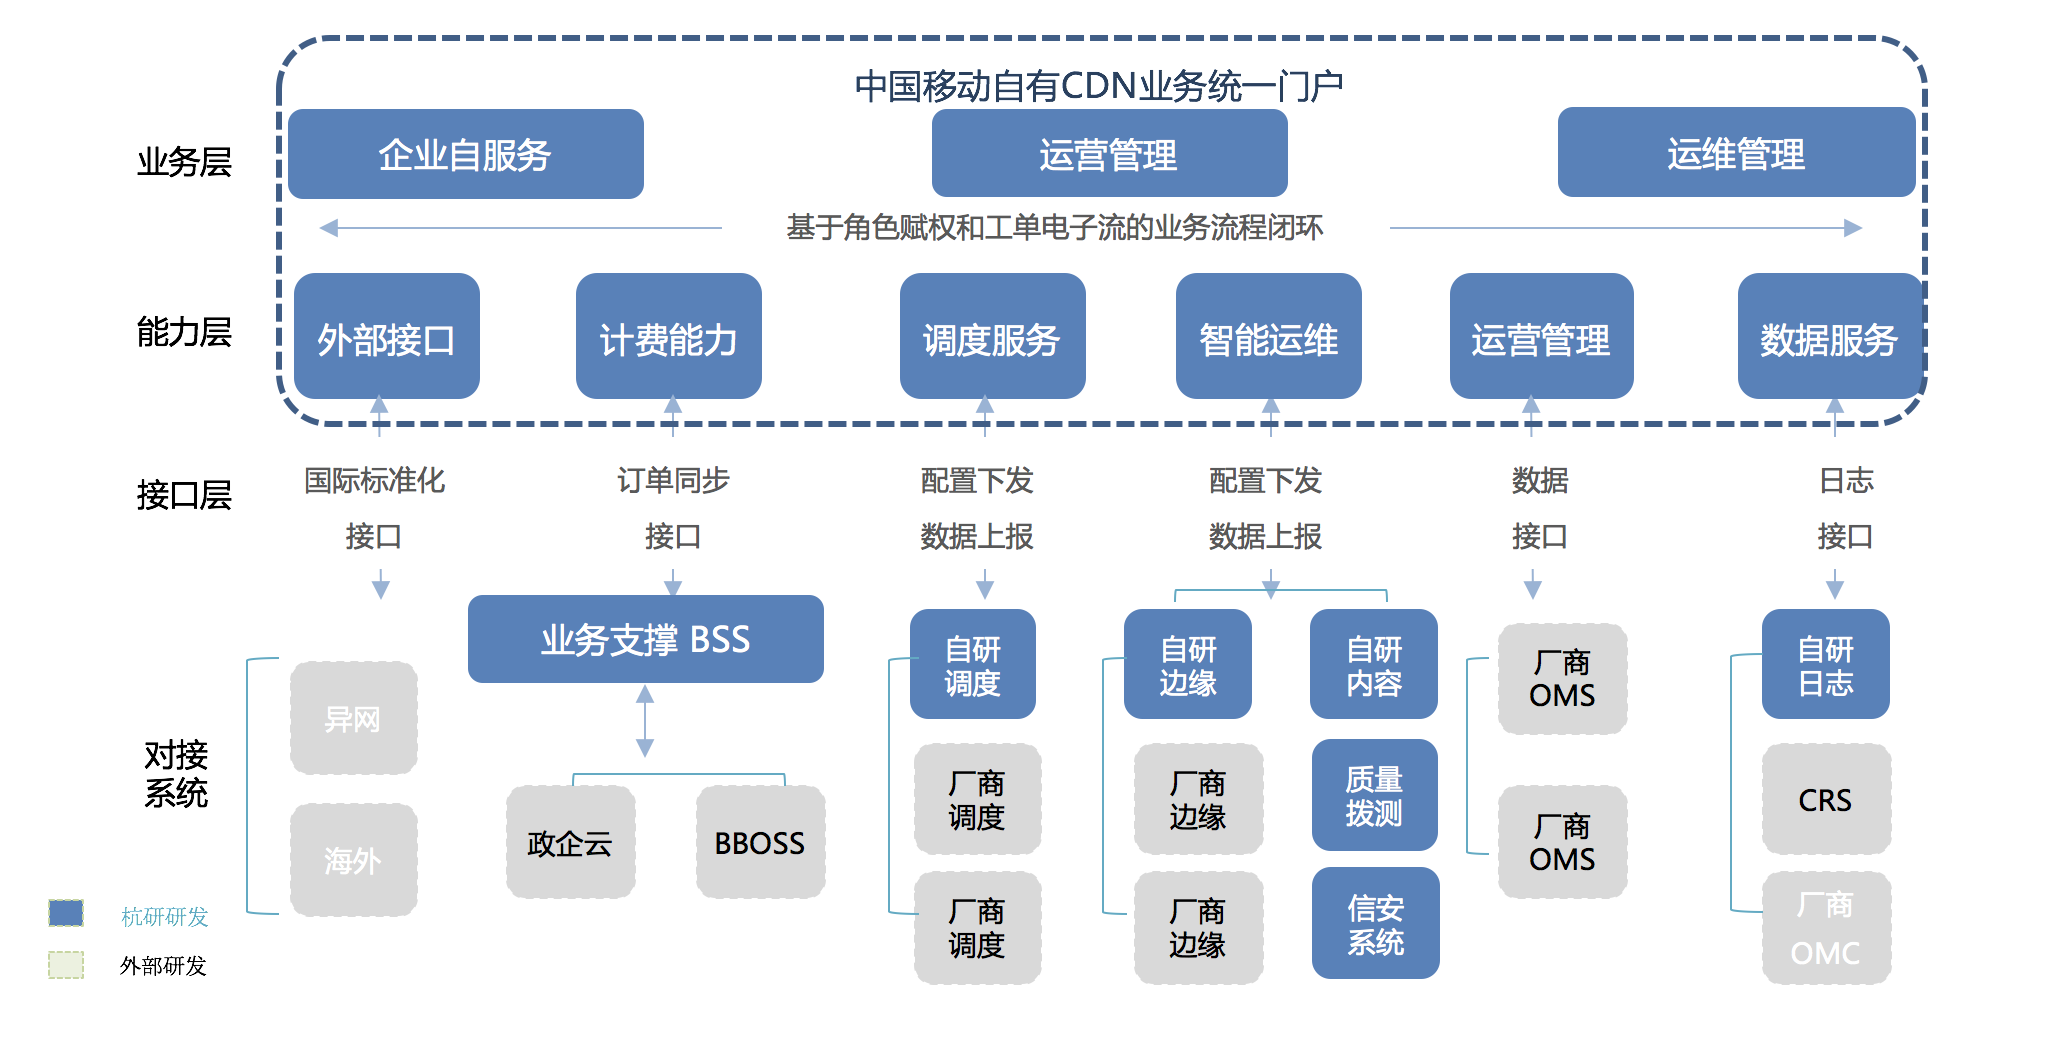 中国移动自有CDN业务统一门户
业务层
企业自服务
运营管理
运维管理
基于角色赋权和工单电子流的业务流程闭环
能力层
外部接口
计费能力
调度服务
智能运维
运营管理
数据服务
接口层
国际标准化
接口
订单同步
接口
配置下发
数据上报
配置下发
数据上报
数据
接口
日志
接口
对接
系统
异网
海外
业务支撑 BSS
政企云
BBOSS
自研
调度
厂商
调度
厂商
调度
自研
边缘
厂商
边缘
厂商
边缘
自研
内容
质量
拨测
信安
系统
厂商
OMS
厂商
OMS
自研
日志
CRS
厂商
OMC
杭研研发
外部研发